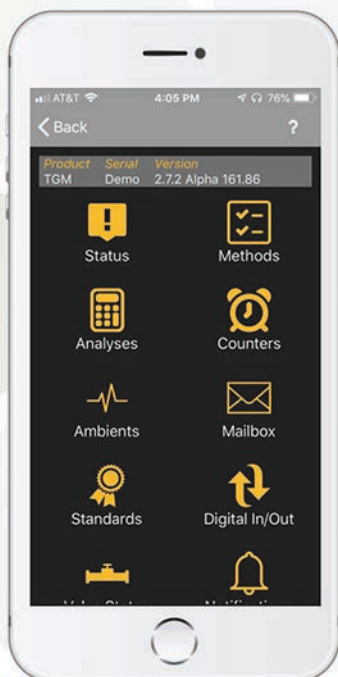 AT&T 4:05 PM 76%
Back ?
Product Serial Version
TGM Demo 2.7.2 Alpha 161.86
Status Methods
Analyses Counters
Ambients Mailbox
Standards Digital In/Out